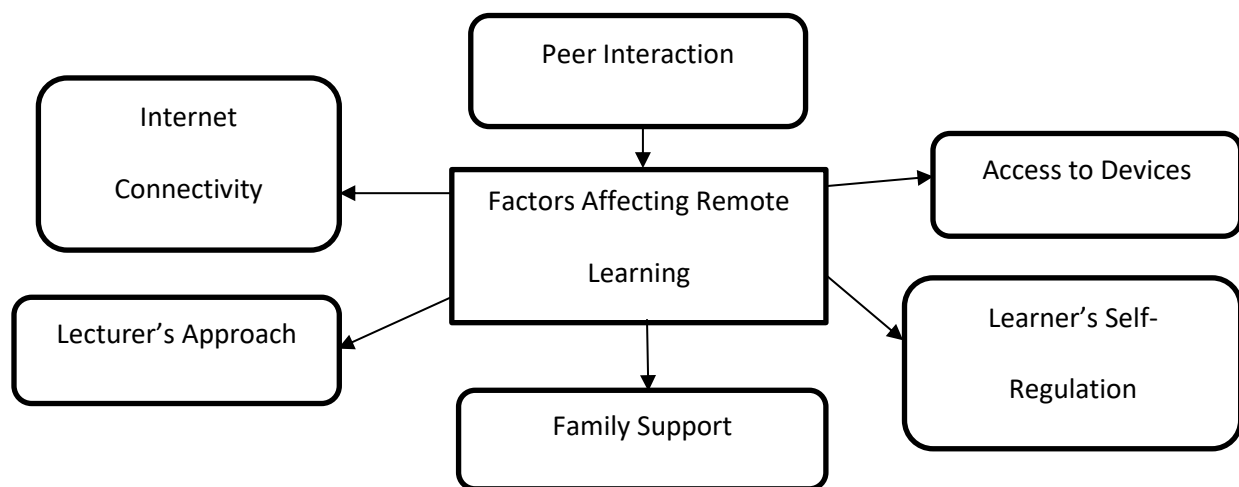 Peer Interaction
Internet
Connectivity
Access to Devices
Factors Affecting Remote
Learning
Lecturer’s Approach
Learner’s Self-
Regulation
Family Support